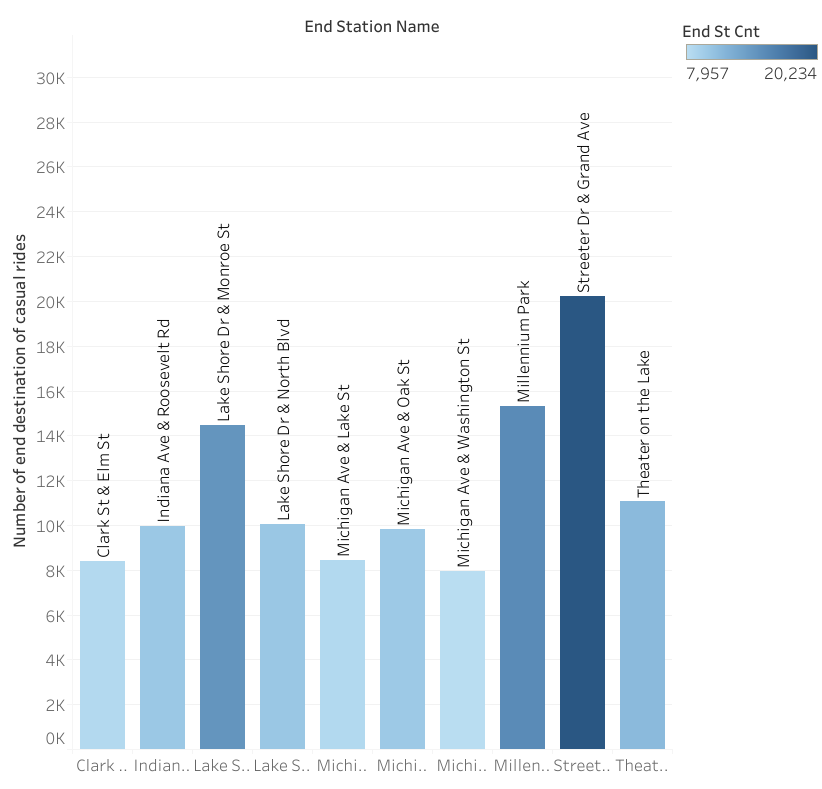 End Station Name
End St Cnt
7,957 20,234
Number of end destination of casual rides
30K
28K
26K
24K
22K
20K
18K
16K
14K
12K
10K
8K
6K
4K
2K
0K
Clark St & Elm St
Indiana Ave & Roosevelt Rd
Lake Shore Dr & Monroe St
Lake Shore Dr & North Blvd
Michigan Ave & Lake St
Michigan Ave & Oak St
Michigan Ave & Washington St
Millennium Park
Streeter Dr & Grand Ave
Theater on the Lake
Clark .. Indian.. Lake S.. Lake S.. Michi.. Michi.. Michi.. Millen.. Street.. Theat..